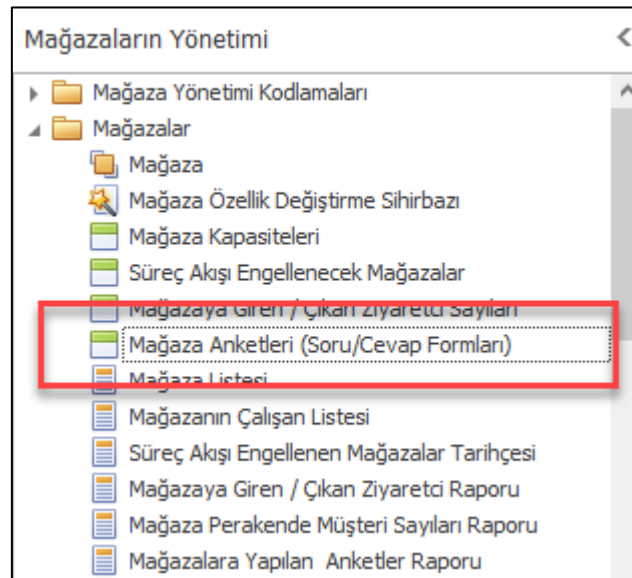 Mağazaların Yönetimi
Mağaza Yönetimi Kodlamaları
Mağazalar
Mağaza
Mağaza Özellik Değiştirme Sihirbazı
Mağaza Kapasiteleri
Süreç Akışı Engellenecek Mağazalar
Mağazaya Giren / Çıkan Ziyaretci Sayıları
Mağaza Anketleri (Soru/Cevap Formları)
Mağaza Listesi
Mağazanın Çalışan Listesi
Süreç Akışı Engellenen Mağazalar Tarihçesi
Mağazaya Giren / Çıkan Ziyaretci Raporu
Mağaza Perakende Müşteri Sayıları Raporu
Mağazalara Yapılan  Anketler Raporu